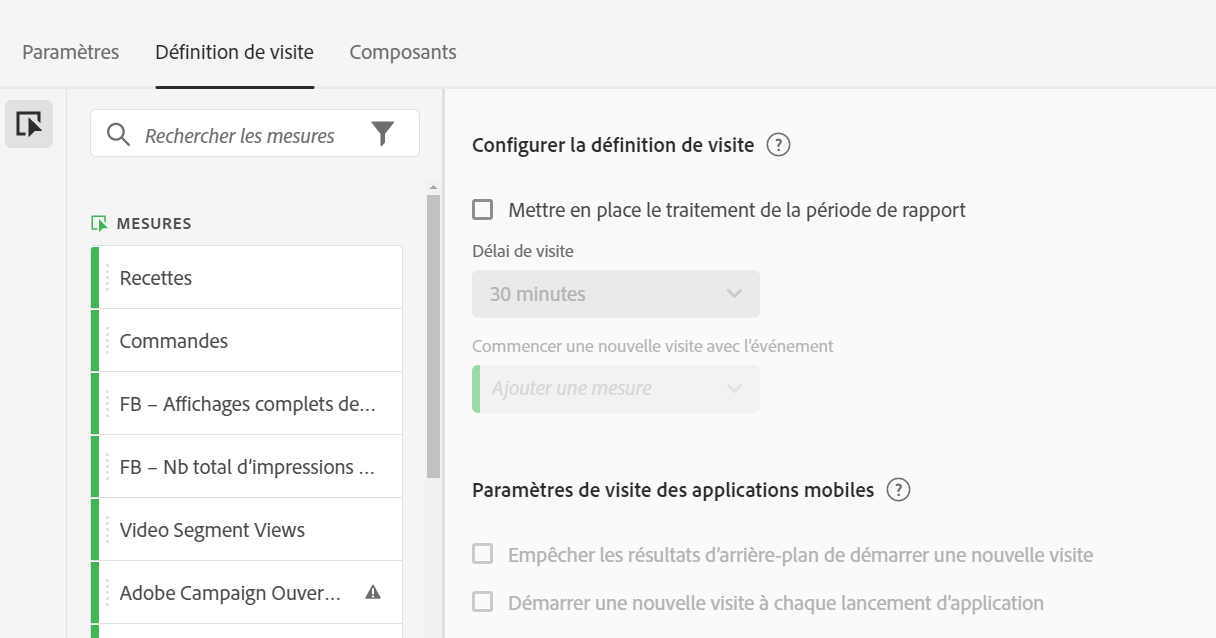 Paramètres
Définition de visite
Composants
Rechercher les mesures
MESURES
Recettes
Commandes
FB – Affichages complets de…
FB – Nb total d’impressions …
Video Segment Views
Adobe Campaign Ouver…
Configurer la définition de visite ?
Mettre en place le traitement de la période de rapport
Délai de visite
30 minutes
Commencer une nouvelle visite avec l’événement
Ajouter une mesure
Paramètres de visite des applications mobiles ?
Empêcher les résultats d’arrière-plan de démarrer une nouvelle visite
Démarrer une nouvelle visite à chaque lancement d’application